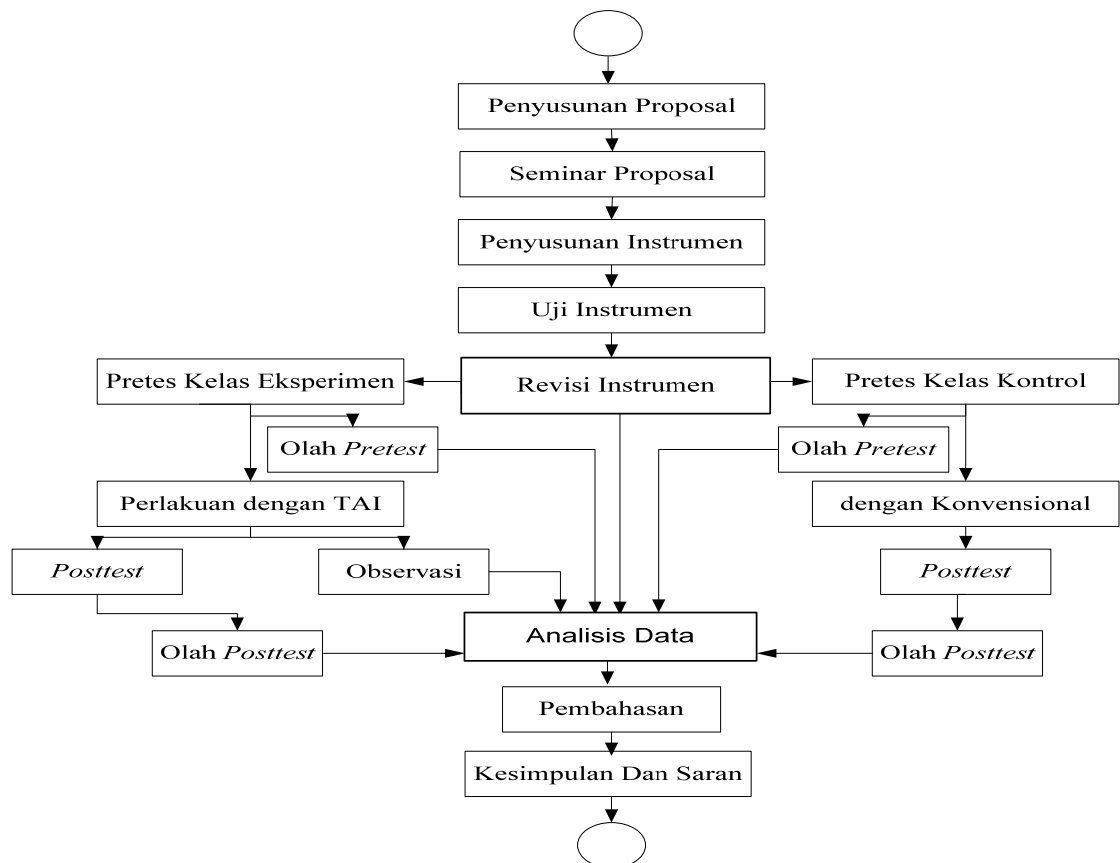 Penyusunan Proposal
Seminar Proposal
Penyusunan Instrumen
Uji Instrumen
Pretes Kelas Eksperimen
Revisi Instrumen
Pretes Kelas Kontrol
Olah Pretest
Olah Pretest
Perlakuan dengan TAI
dengan Konvensional
Posttest
Observasi
Posttest
Olah Posttest
Analisis Data
Olah Posttest
Pembahasan
Kesimpulan Dan Saran